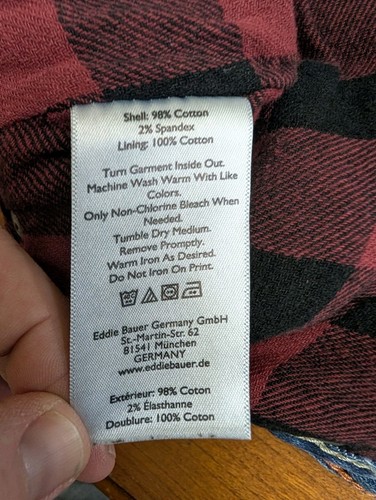 Shell: 98% Cotton
2% Spandex
Lining: 100% Cotton
Turn Garment Inside Out.
Machine Wash Warm With Like
Colors.
Only Non-Chlorine Bleach When
Needed.
Tumble Dry Medium.
Remove Promptly.
Warm Iron As Desired.
Do Not Iron On Print.
Eddie Bauer Germany GmbH
St.-Martin-Str. 62
81541 München
GERMANY
www.eddiebauer.de
Extérieur: 98% Coton
2% Élasthanne
Doublure: 100% Coton